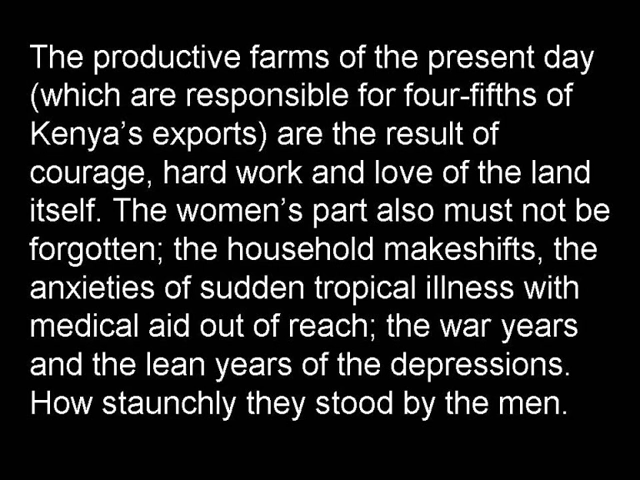 The productive farms of the present day
(which are responsible for four-fifths of
Kenya's exports) are the result of
courage, hard work and love of the land
itself. The women's part also must not be
forgotten; the household makeshifts, the
anxieties of sudden tropical illness with
medical aid out of reach; the war years
and the lean years of the depressions.
How staunchly they stood by the men.